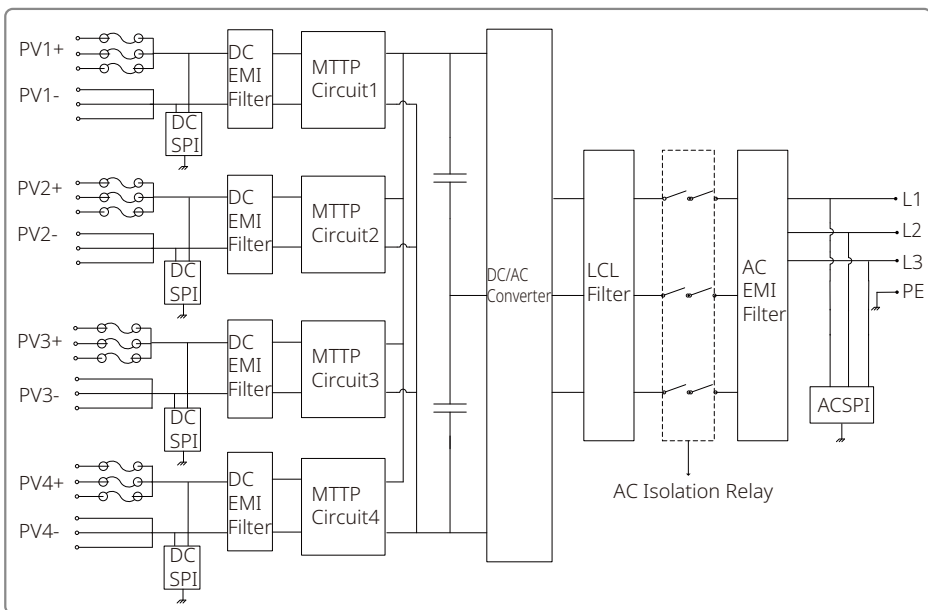 PV1+
PV1-
DC
SPI
DC
EMI
Filter
MTTP
Circuit1
PV2+
PV2-
DC
SPI
DC
EMI
Filter
MTTP
Circuit2
PV3+
PV3-
DC
SPI
DC
EMI
Filter
MTTP
Circuit3
PV4+
PV4-
DC
SPI
DC
EMI
Filter
MTTP
Circuit4
DC/AC
Converter
LCL
Filter
AC Isolation Relay
AC
EMI
Filter
L1
L2
L3
PE
ACSPI